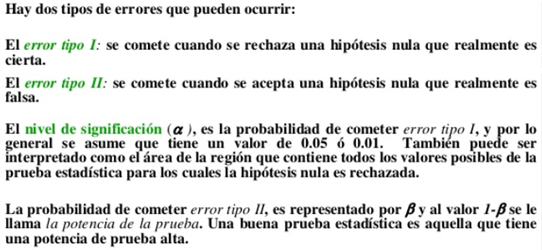 Hay dos tipos de errores que pueden ocurrir:
El error tipo I: se comete cuando se rechaza una hipótesis nula que realmente es
cierta.
El error tipo II: se comete cuando se acepta una hipótesis nula que realmente es
falsa.
El nivel de significación (α ), es la probabilidad de cometer error tipo I, y por lo
general se asume que tiene un valor de 0.05 ó 0.01. También puede ser
interpretado como el área de la región que contiene todos los valores posibles de la
prueba estadística para los cuales la hipótesis nula es rechazada.
La probabilidad de cometer error tipo II, es representado por β y al valor 1-β se le
llama la potencia de la prueba. Una buena prueba estadística es aquella que tiene
una potencia de prueba alta.